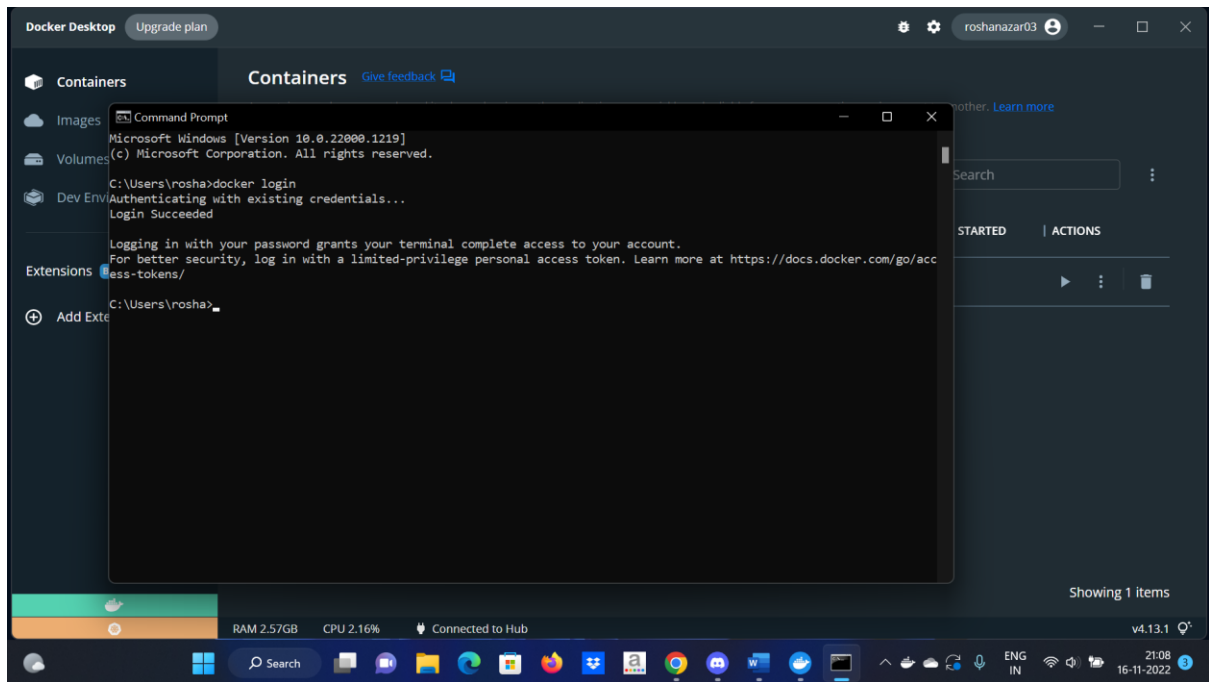 Docker Desktop Upgrade plan roshanazar03
Containers
Images
Volumes
Dev Envi
Extensions
Add Exte
Containers Give feedback
nother. Learn more
Search
STARTED | ACTIONS
Command Prompt
Microsoft Windows [Version 10.0.22000.1219]
(c) Microsoft Corporation. All rights reserved.
C:\Users\rosha>docker login
Authenticating with existing credentials...
Login Succeeded
Logging in with your password grants your terminal complete access to your account.
For better security, log in with a limited-privilege personal access token. Learn more at https://docs.docker.com/go/acc
ess-tokens/
C:\Users\rosha>
Showing 1 items
RAM 2.57GB CPU 2.16% Connected to Hub v4.13.1
Search ENG 21:08
IN 16-11-2022 3